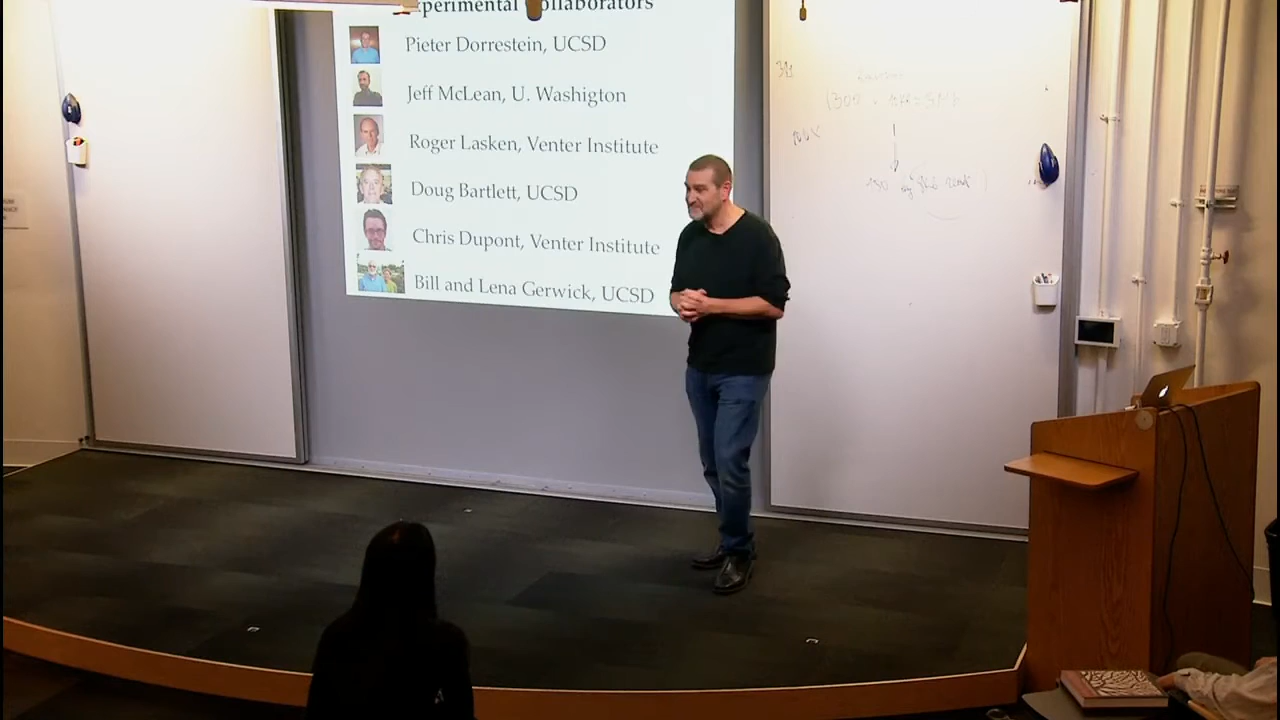 perimental Collaborators
Pieter Dorrestein, UCSD
Jeff McLean, U. Washigton
Roger Lasken, Venter Institute
Doug Bartlett, UCSD
Chris Dupont, Venter Institute
Bill and Lena Gerwick, UCSD